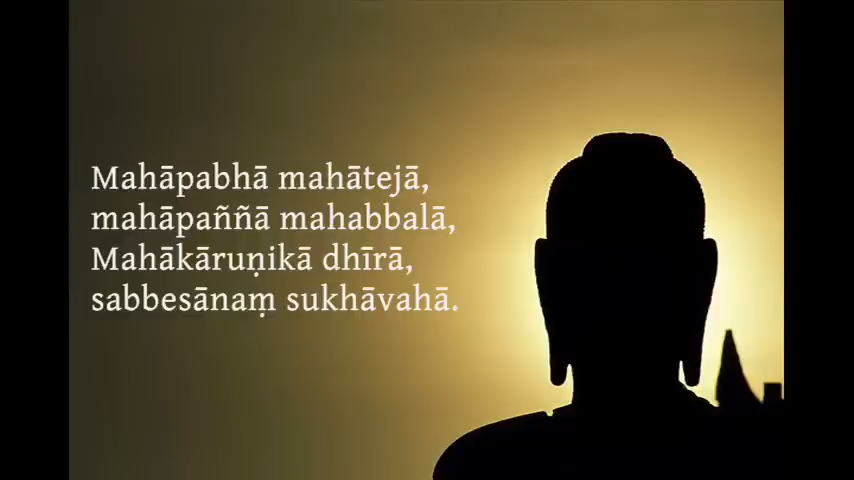 Mahāpabhā mahātejā,
mahāpaññā mahabbalā,
Mahākāruṇikā dhīrā,
sabbesānaṃ sukhāvahā.